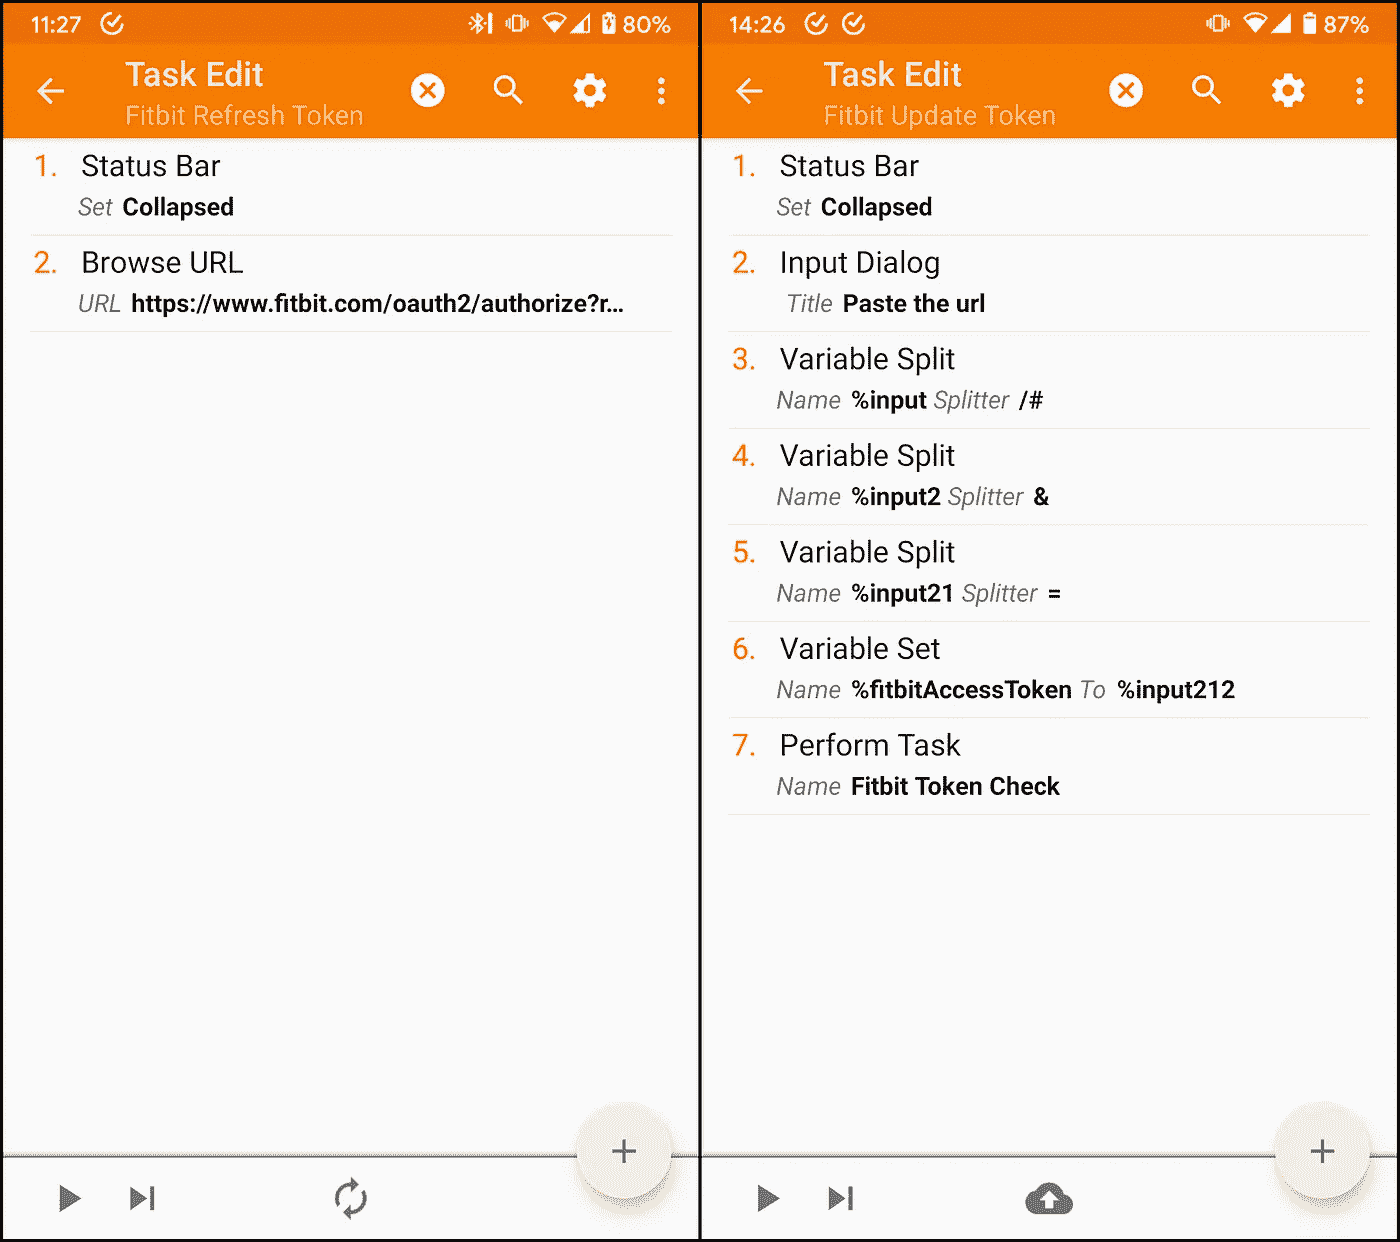 11:27
80%
Task Edit
Fitbit Refresh Token
1. Status Bar
Set Collapsed
2. Browse URL
URL https://www.fitbit.com/oauth2/authorize?r...
14:26
87%
Task Edit
Fitbit Update Token
1. Status Bar
Set Collapsed
2. Input Dialog
Title Paste the url
3. Variable Split
Name %input Splitter /#
4. Variable Split
Name %input2 Splitter &
5. Variable Split
Name %input21 Splitter =
6. Variable Set
Name %fitbitAccessToken To %input212
7. Perform Task
Name Fitbit Token Check